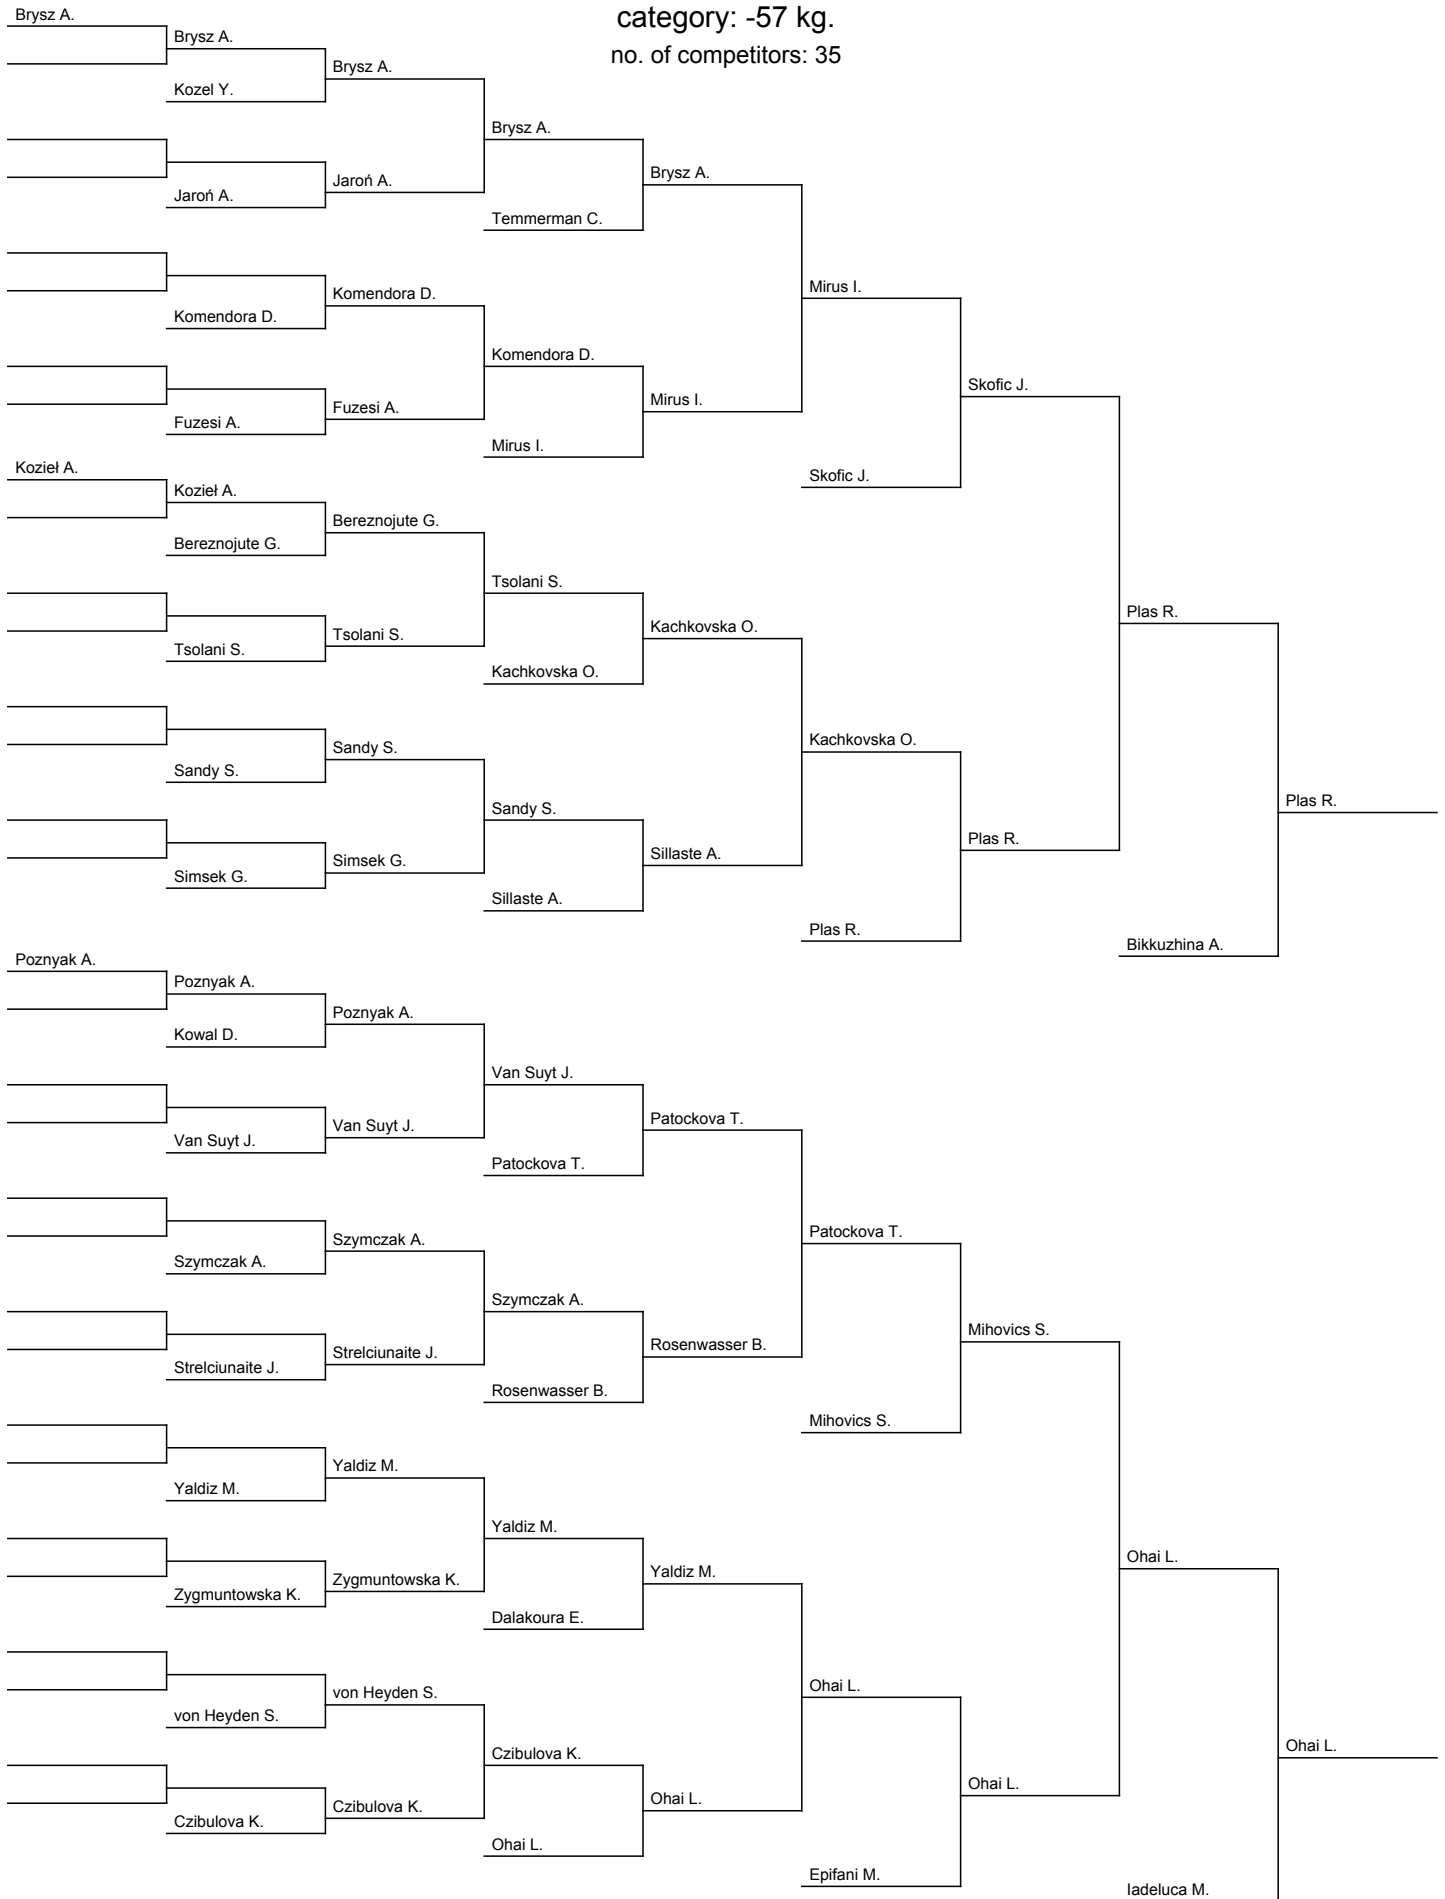 category: -57 kg.
no. of competitors: 35
Brysz A.
Brysz A.
Kozel Y.
Brysz A.
Jaroń A.
Jaroń A.
Brysz A.
Temmerman C.
Brysz A.
Komendora D.
Komendora D.
Fuzesi A.
Fuzesi A.
Komendora D.
Mirus I.
Mirus I.
Mirus I.
Skofic J.
Skofic J.
Kozieł A.
Kozieł A.
Bereznojute G.
Bereznojute G.
Tsolani S.
Tsolani S.
Tsolani S.
Kachkovska O.
Kachkovska O.
Sandy S.
Sandy S.
Simsek G.
Simsek G.
Sandy S.
Sillaste A.
Sillaste A.
Kachkovska O.
Plas R.
Plas R.
Plas R.
Bikkuzhina A.
Plas R.
Poznyak A.
Poznyak A.
Kowal D.
Poznyak A.
Van Suyt J.
Van Suyt J.
Van Suyt J.
Patockova T.
Patockova T.
Szymczak A.
Szymczak A.
Strelciunaite J.
Strelciunaite J.
Szymczak A.
Rosenwasser B.
Rosenwasser B.
Patockova T.
Mihovics S.
Mihovics S.
Yaldiz M.
Yaldiz M.
Zygmuntowska K.
Zygmuntowska K.
Yaldiz M.
Dalakoura E.
Yaldiz M.
von Heyden S.
von Heyden S.
Czibulova K.
Czibulova K.
Czibulova K.
Ohai L.
Ohai L.
Ohai L.
Epifani M.
Ohai L.
Ohai L.
Iadeluca M.
Ohai L.